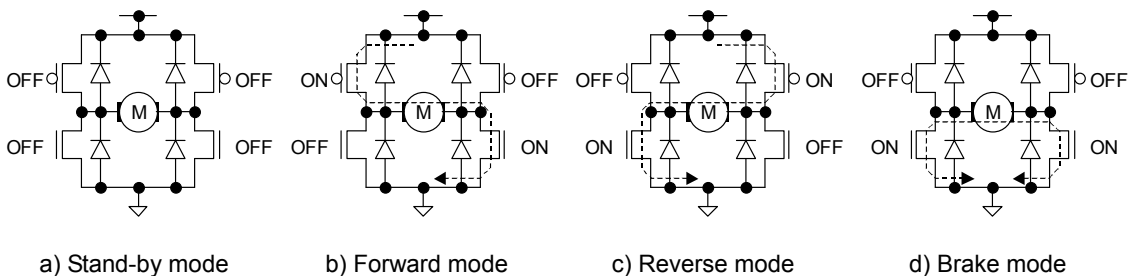 OFF OFF ON OFF OFF ON OFF OFF
M M M M
OFF OFF OFF ON ON OFF ON ON
a) Stand-by mode b) Forward mode c) Reverse mode d) Brake mode